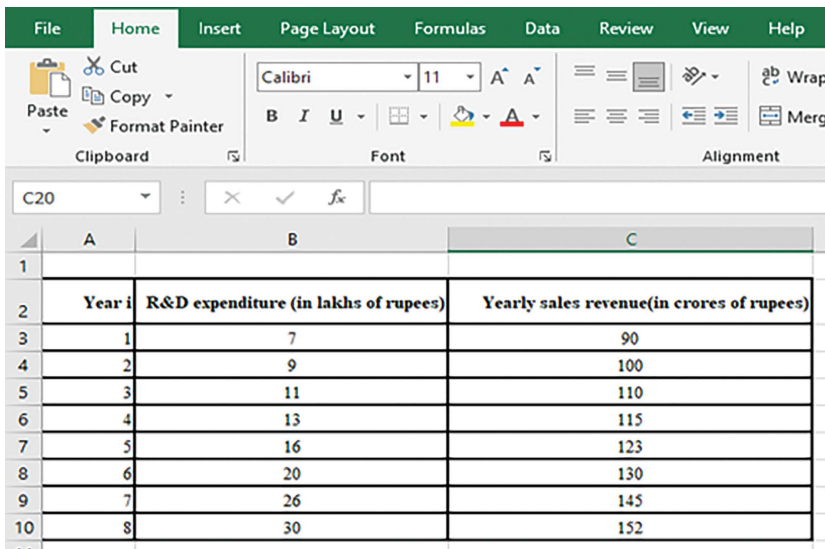 File Home Insert Page Layout Formulas Data Review View Help
Cut
Copy
Format Painter
Paste
Clipboard
Calibri 11 A A
B I U A
Font
ab Wrap
Merg
Alignment
C20 fx
A B C
1
2 Year i R&D expenditure (in lakhs of rupees) Yearly sales revenue(in crores of rupees)
3 1 7 90
4 2 9 100
5 3 11 110
6 4 13 115
7 5 16 123
8 6 20 130
9 7 26 145
10 8 30 152